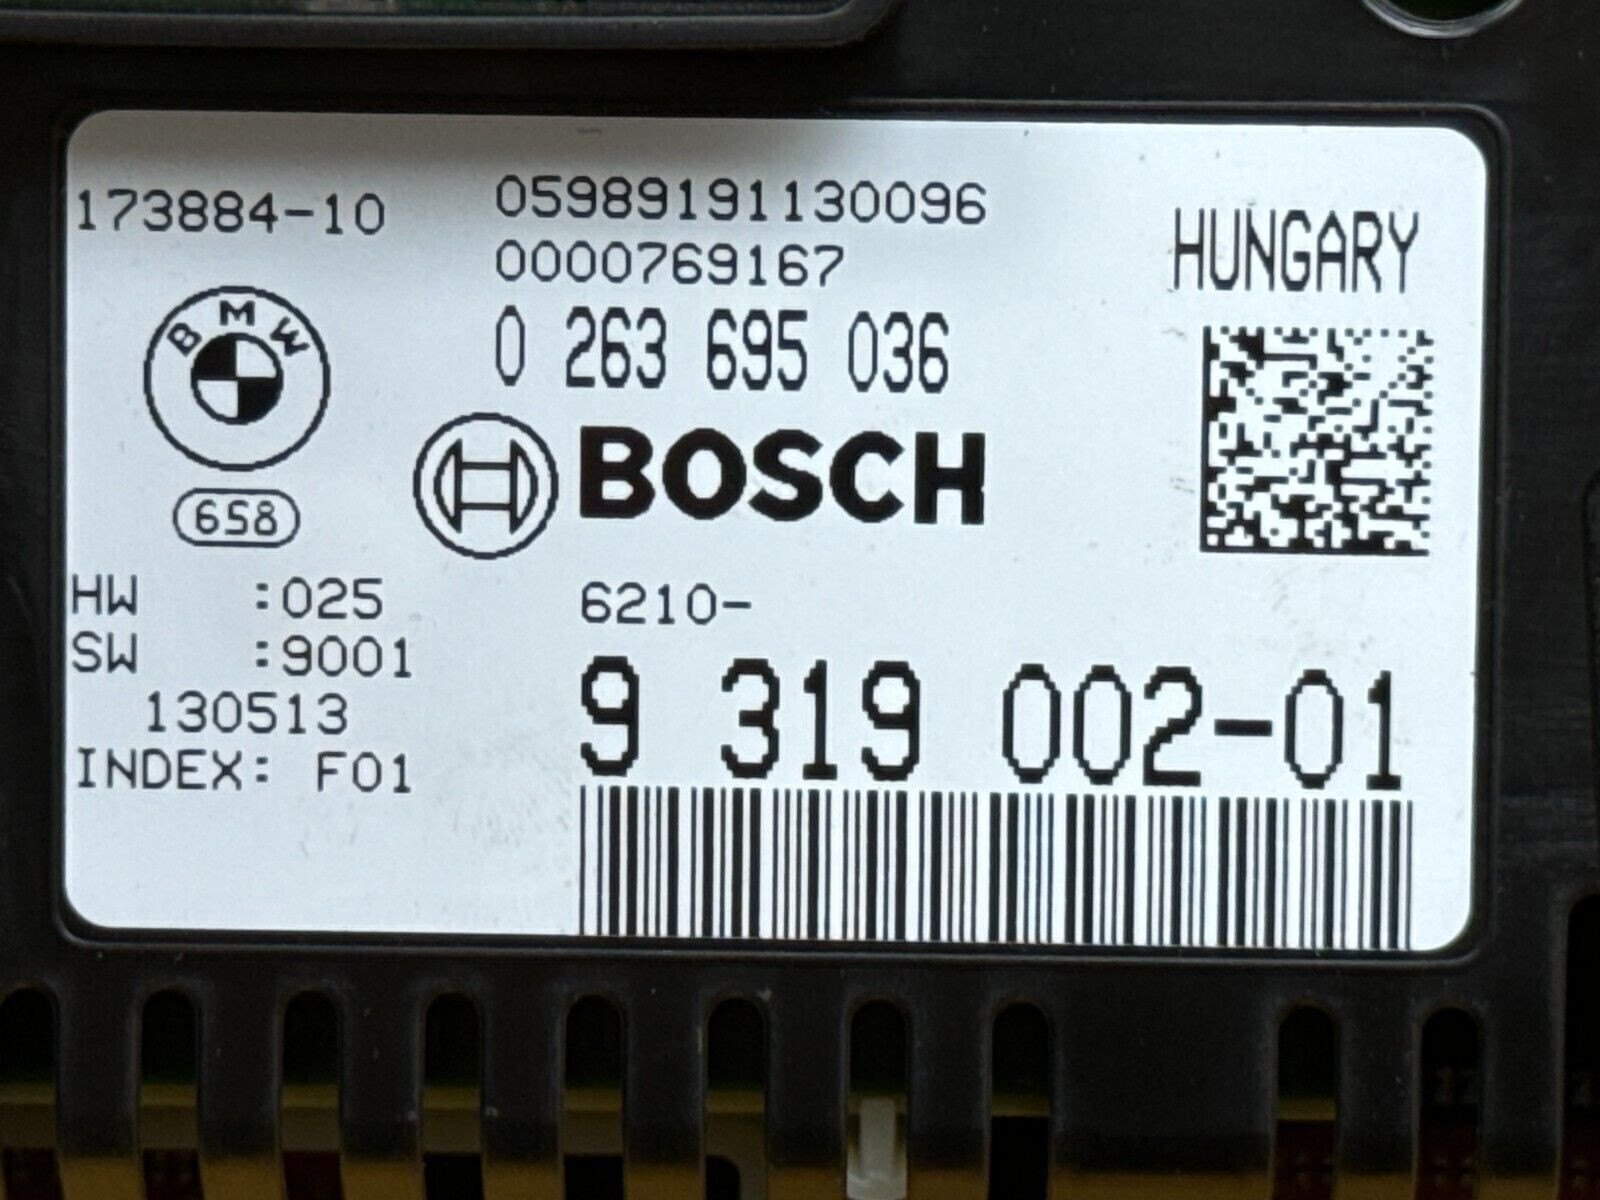 173884-10
05989191130096
0000769167
HUNGARY
0 263 695 036
BMW
BOSCH
658
HW :025
SW :9001
130513
INDEX: F01
6210-
9 319 002-01